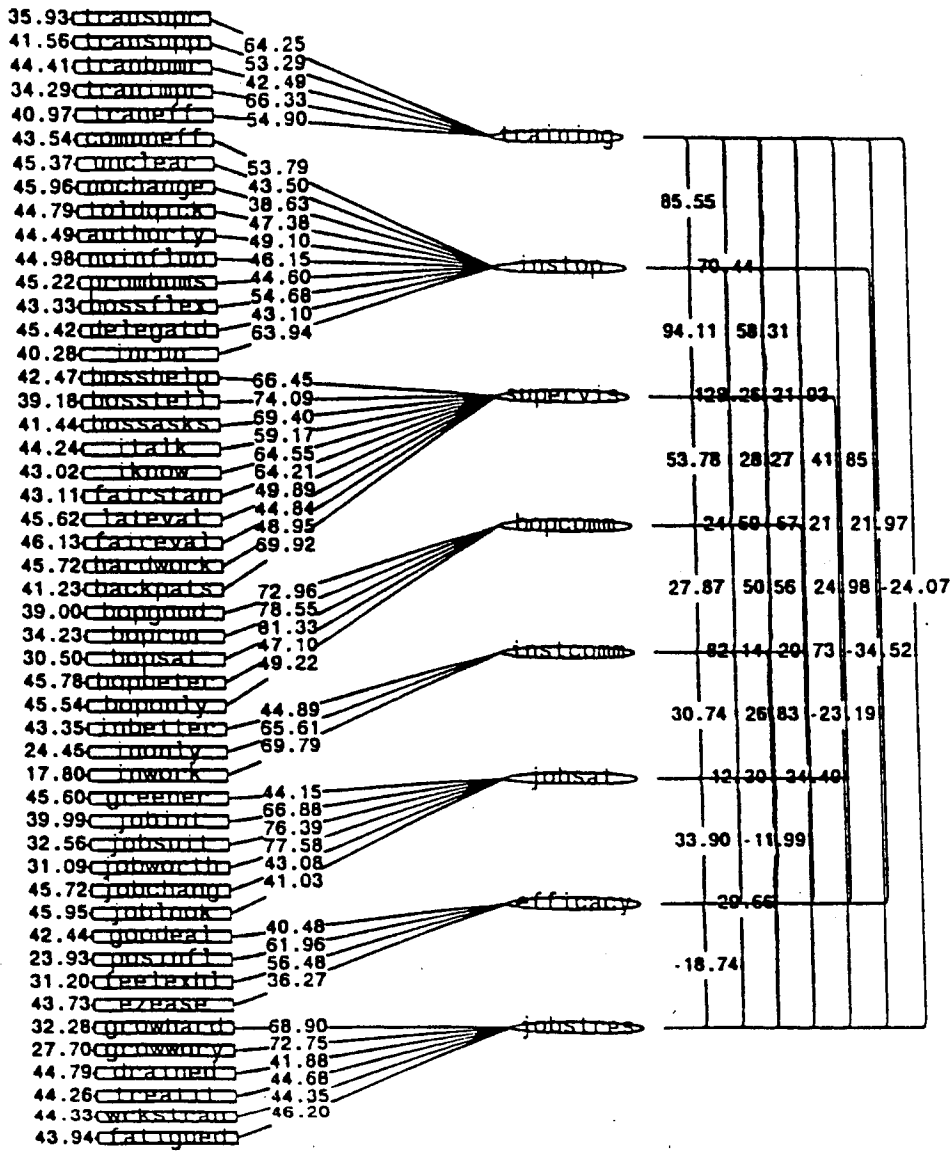 35.93 transupr
41.56 transupp
64.25
44.41 tranbumr
53.29
34.29 tranimpr
42.49
40.97 traneff
66.33
43.54 commneff
54.90
training
45.37 unclear
53.79
45.96 nochange
43.50
44.79 toldquck
38.63
85.55
44.49 authorty
47.38
44.98 noinflun
49.10
45.22 prombums
46.15
instop
70.44
43.33 bossflex
44.60
45.42 delegatd
54.68
40.28 inrun
43.10
63.94
94.11 58.31
42.47 bosshelp
66.45
39.18 bosstell
74.09
supervis
128.26 21.93
41.44 bossasks
69.40
44.24 italk
59.17
43.02 iknow
64.55
53.78 28.27 41.85
43.11 fairstan
64.21
45.62 lateval
49.89
46.13 faireval
44.84
45.72 hardwork
48.95
41.23 backpats
69.92
bopcomm
24.59 57.21 21.97
39.00 bopgood
72.96
34.23 boprun
78.55
27.87 50.56 24.98 -24.07
30.50 bopsat
81.33
45.78 bopbeter
47.10
45.54 boponly
49.22
instcomm
82.14 20.73 -34.52
43.35 inbetter
44.89
24.45 inonly
65.61
30.74 26.83 -23.19
17.80 inwork
69.79
45.60 greener
44.15
jobsat
12.30 24.40
39.99 jobint
66.88
32.56 jobsuit
76.39
31.09 jobworth
77.58
33.90 -11.99
45.72 jobchang
43.08
45.95 joblook
41.03
42.44 goodeal
40.48
efficacy
29.66
23.93 posinfl
61.96
31.20 feelexhl
56.48
-18.74
43.73 ezease
36.27
32.28 growhard
68.90
jobstres
27.70 growwory
72.75
44.79 drained
41.88
44.26 treatit
44.68
44.33 wrkstran
44.35
43.94 fatigued
46.20